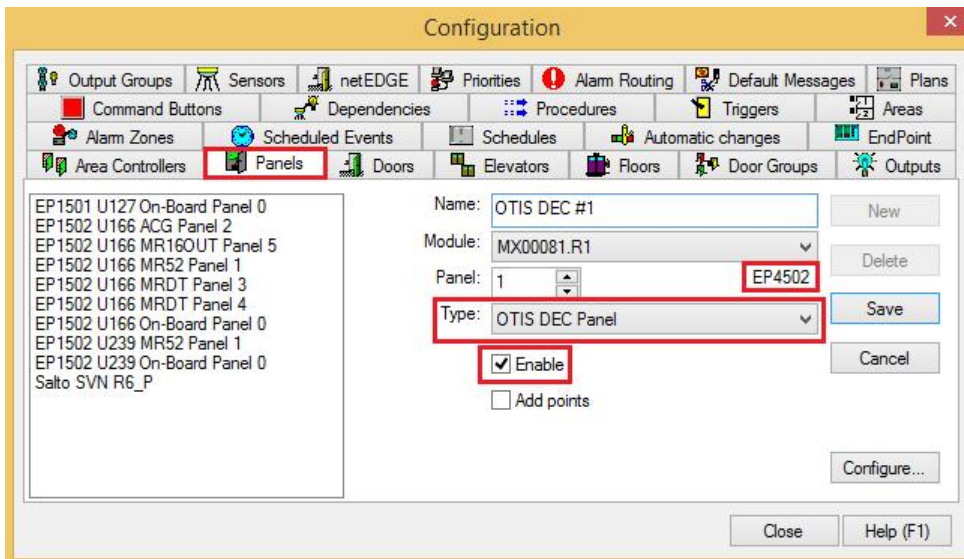 Configuration
Output Groups Sensors netEDGE Priorities Alarm Routing Default Messages Plans
Command Buttons Dependencies Procedures Triggers Areas
Alarm Zones Scheduled Events Schedules Automatic changes EndPoint
Area Controllers Panels Doors Elevators Floors Door Groups Outputs
EP1501 U127 On-Board Panel 0
EP1502 U166 ACG Panel 2
EP1502 U166 MR16OUT Panel 5
EP1502 U166 MR52 Panel 1
EP1502 U166 MRDT Panel 3
EP1502 U166 MRDT Panel 4
EP1502 U166 On-Board Panel 0
EP1502 U239 MR52 Panel 1
EP1502 U239 On-Board Panel 0
Salto SVN R6_P
Name: OTIS DEC #1
Module: MX00081.R1
Panel: 1 EP4502
Type: OTIS DEC Panel
Enable
Add points
New
Delete
Save
Cancel
Configure...
Close Help (F1)